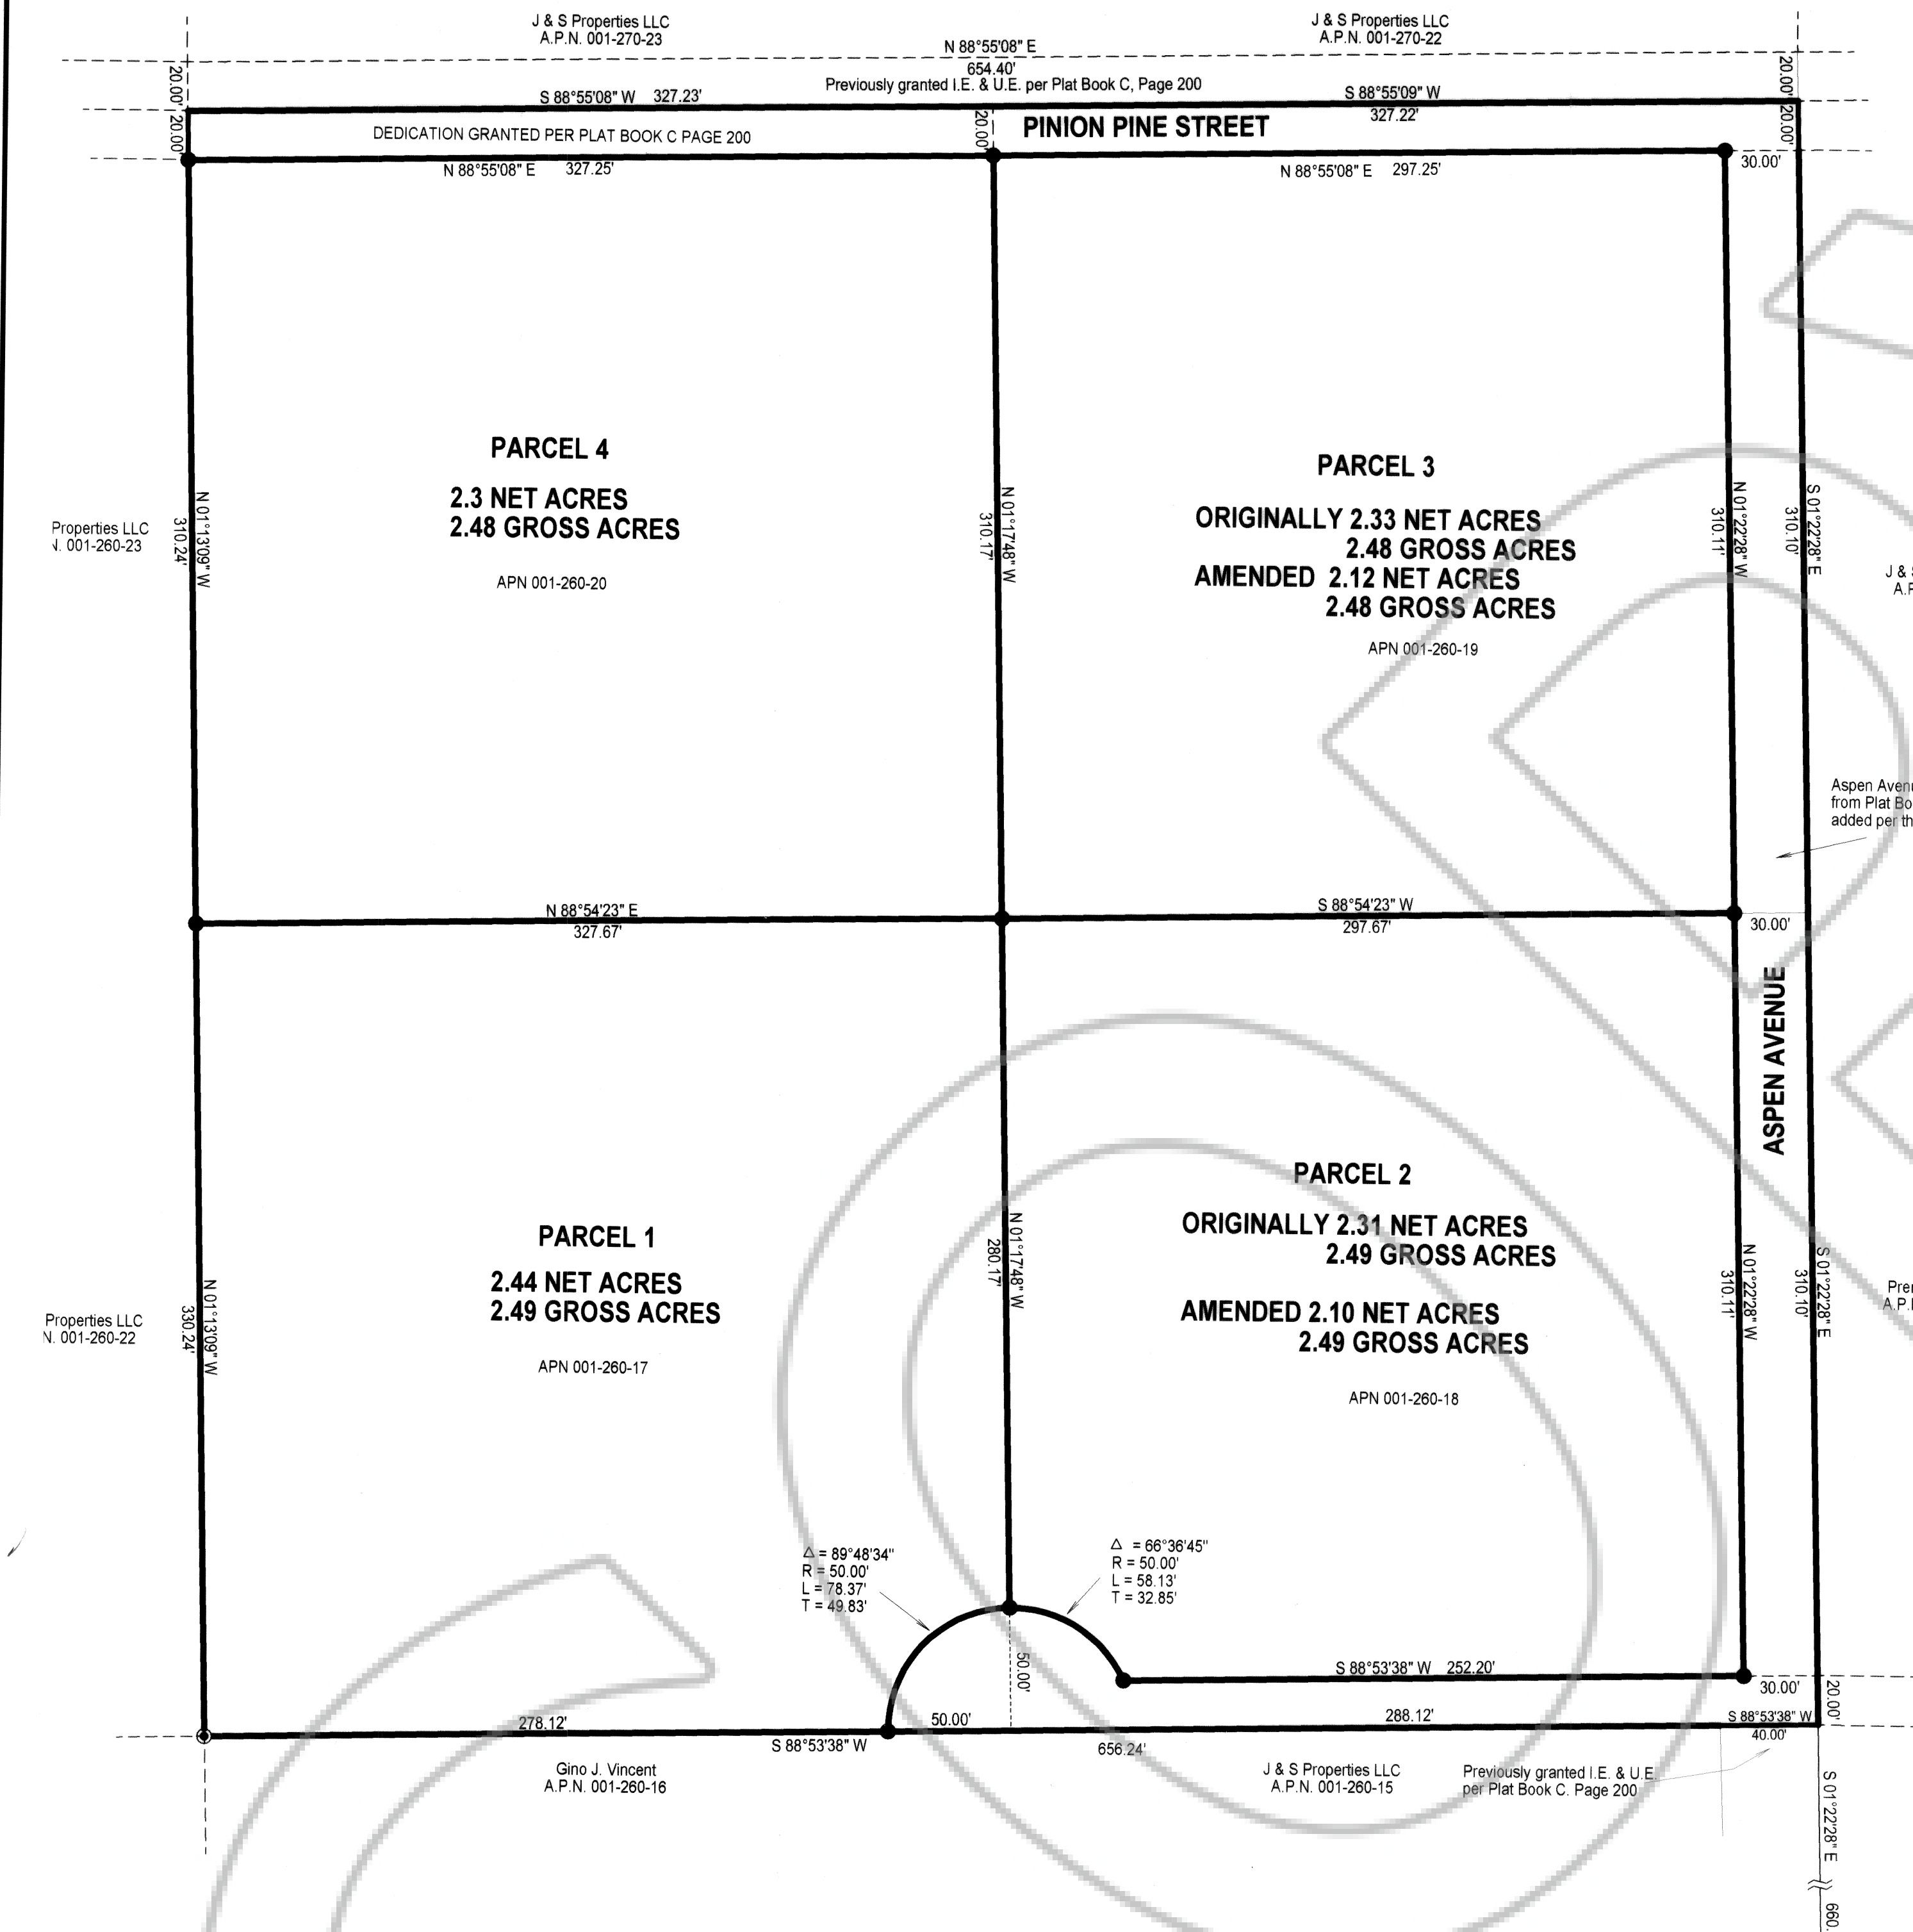 J & S Properties LLC
A.P.N. 001-270-23
J & S Properties LLC
A.P.N. 001-270-22
N 88°55'08" E
654.40'
Previously granted I.E. & U.E. per Plat Book C, Page 200
20.00'
20.00'
20.00'
20.00'
20.00'
S 88°55'08" W 327.23'
S 88°55'09" W
327.22'
DEDICATION GRANTED PER PLAT BOOK C PAGE 200
PINION PINE STREET
N 88°55'08" E 327.25'
N 88°55'08" E 297.25'
30.00'
PARCEL 4
2.3 NET ACRES
2.48 GROSS ACRES
APN 001-260-20
PARCEL 3
ORIGINALLY 2.33 NET ACRES
2.48 GROSS ACRES
AMENDED 2.12 NET ACRES
2.48 GROSS ACRES
APN 001-260-19
Properties LLC
N. 001-260-23
N 01°13'09" W
310.24'
N 01°17'48" W
310.17'
N 01°22'28" W
310.11'
S 01°22'28" E
310.10'
J &
A.P
Aspen Aven
from Plat Bo
added per th
N 88°54'23" E
327.67'
S 88°54'23" W
297.67'
30.00'
ASPEN AVENUE
PARCEL 1
2.44 NET ACRES
2.49 GROSS ACRES
APN 001-260-17
PARCEL 2
ORIGINALLY 2.31 NET ACRES
2.49 GROSS ACRES
AMENDED 2.10 NET ACRES
2.49 GROSS ACRES
APN 001-260-18
Properties LLC
N. 001-260-22
N 01°13'09" W
330.24'
N 01°17'48" W
280.17'
N 01°22'28" W
310.11'
S 01°22'28" E
310.10'
Prer
A.P.
Δ = 89°48'34"
R = 50.00'
L = 78.37'
T = 49.83'
Δ = 66°36'45"
R = 50.00'
L = 58.13'
T = 32.85'
50.00'
S 88°53'38" W 252.20'
30.00'
20.00'
278.12'
50.00'
288.12'
S 88°53'38" W
40.00'
S 88°53'38" W
656.24'
Gino J. Vincent
A.P.N. 001-260-16
J & S Properties LLC
A.P.N. 001-260-15
Previously granted I.E. & U.E.
per Plat Book C. Page 200
S 01°22'28" E
660.